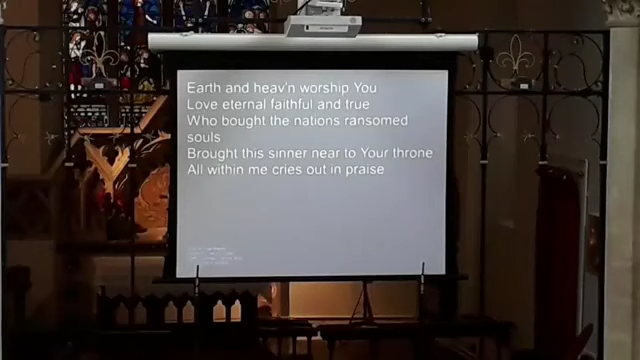 Earth and heav'n worship You
Love eternal faithful and true
Who bought the nations ransomed
souls
Brought this sinner near to Your throne
All within me cries out in praise